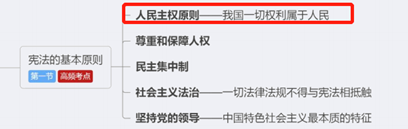 人民主权原则——我国一切权利属于人民
尊重和保障人权
宪法的基本原则
第一节 高频考点
民主集中制
社会主义法治——一切法律法规不得与宪法相抵触
坚持党的领导——中国特色社会主义最本质的特征